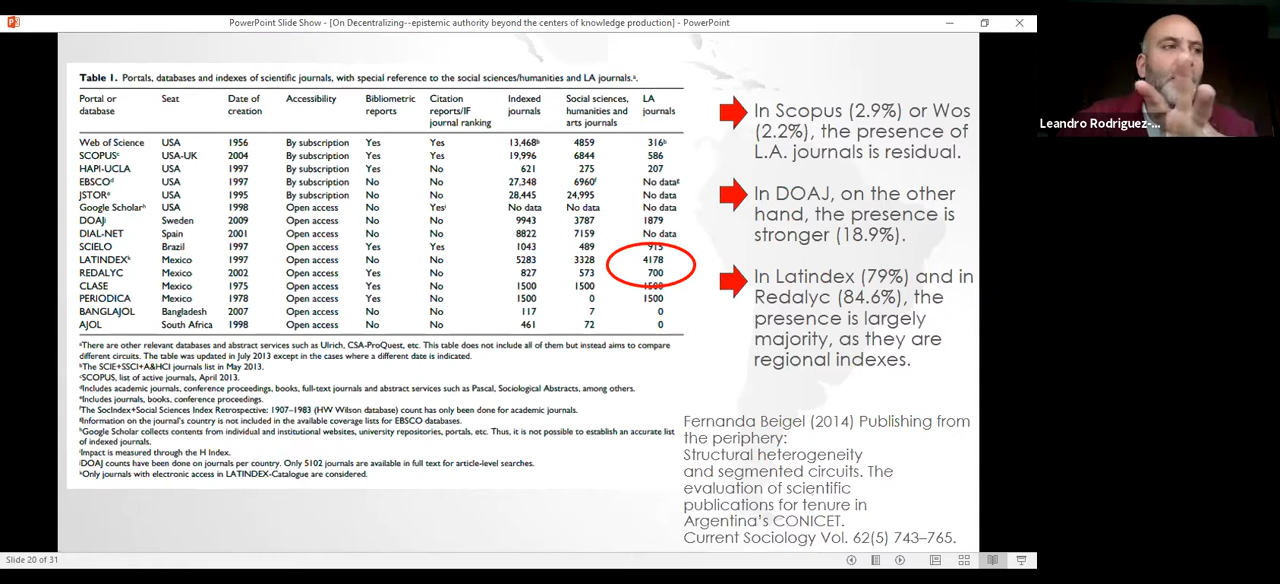 PowerPoint Slide Show - [On Decentralizing--epistemic authority beyond the centers of knowledge production] - PowerPoint
Table 1. Portals, databases and indexes of scientific journals, with special reference to the social sciences/humanities and LA journals.ª.
Portal or database Seat Date of creation Accessibility Bibliometric reports Citation reports/IF journal ranking Indexed journals Social sciences, humanities and arts journals LA journals
Web of Science USA 1956 By subscription Yes Yes 13,468ᵇ 4859 316ᵇ
SCOPUSᶜ USA-UK 2004 By subscription Yes Yes 19,996 6844 586
HAPI-UCLA USA 1997 By subscription Yes No 621 275 207
EBSCOᵈ USA 1997 By subscription No No 27,348 6960ᶠ No dataᵍ
JSTORᵉ USA 1995 By subscription No No 28,445 24,995 No data
Google Scholarʰ USA 1998 Open access No Yesⁱ No data No data No data
DOAJʲ Sweden 2009 Open access No No 9943 3787 1879
DIAL-NET Spain 2001 Open access No No 8822 7159 No data
SCIELO Brazil 1997 Open access Yes Yes 1043 489 915
LATINDEXᵏ Mexico 1997 Open access No No 5283 3328 4178
REDALYC Mexico 2002 Open access Yes No 827 573 700
CLASE Mexico 1975 Open access Yes No 1500 1500 1500
PERIODICA Mexico 1978 Open access Yes No 1500 0 1500
BANGLAJOL Bangladesh 2007 Open access No No 117 7 0
AJOL South Africa 1998 Open access No No 461 72 0
ªThere are other relevant databases and abstract services such as Ulrich, CSA-ProQuest, etc. This table does not include all of them but instead aims to compare
different circuits. The table was updated in July 2013 except in the cases where a different date is indicated.
ᵇThe SCIE+SSCI+A&HCI journals list in May 2013.
ᶜSCOPUS, list of active journals, April 2013.
ᵈIncludes academic journals, conference proceedings, books, full-text journals and abstract services such as Pascal, Sociological Abstracts, among others.
ᵉIncludes journals, books, conference proceedings.
ᶠThe SocIndex+Social Sciences Index Retrospective: 1907–1983 (HW Wilson database) count has only been done for academic journals.
ᵍInformation on the journal's country is not included in the available coverage lists for EBSCO databases.
ʰGoogle Scholar collects contents from individual and institutional websites, university repositories, portals, etc. Thus, it is not possible to establish an accurate list
of indexed journals.
ⁱImpact is measured through the H Index.
ʲDOAJ counts have been done on journals per country. Only 5102 journals are available in full text for article-level searches.
ᵏOnly journals with electronic access in LATINDEX-Catalogue are considered.
In Scopus (2.9%) or Wos
(2.2%), the presence of
L.A. journals is residual.
In DOAJ, on the other
hand, the presence is
stronger (18.9%).
In Latindex (79%) and in
Redalyc (84.6%), the
presence is largely
majority, as they are
regional indexes.
Fernanda Beigel (2014) Publishing from
the periphery:
Structural heterogeneity
and segmented circuits. The
evaluation of scientific
publications for tenure in
Argentina's CONICET.
Current Sociology Vol. 62(5) 743–765.
Leandro Rodriguez-...
Slide 20 of 31